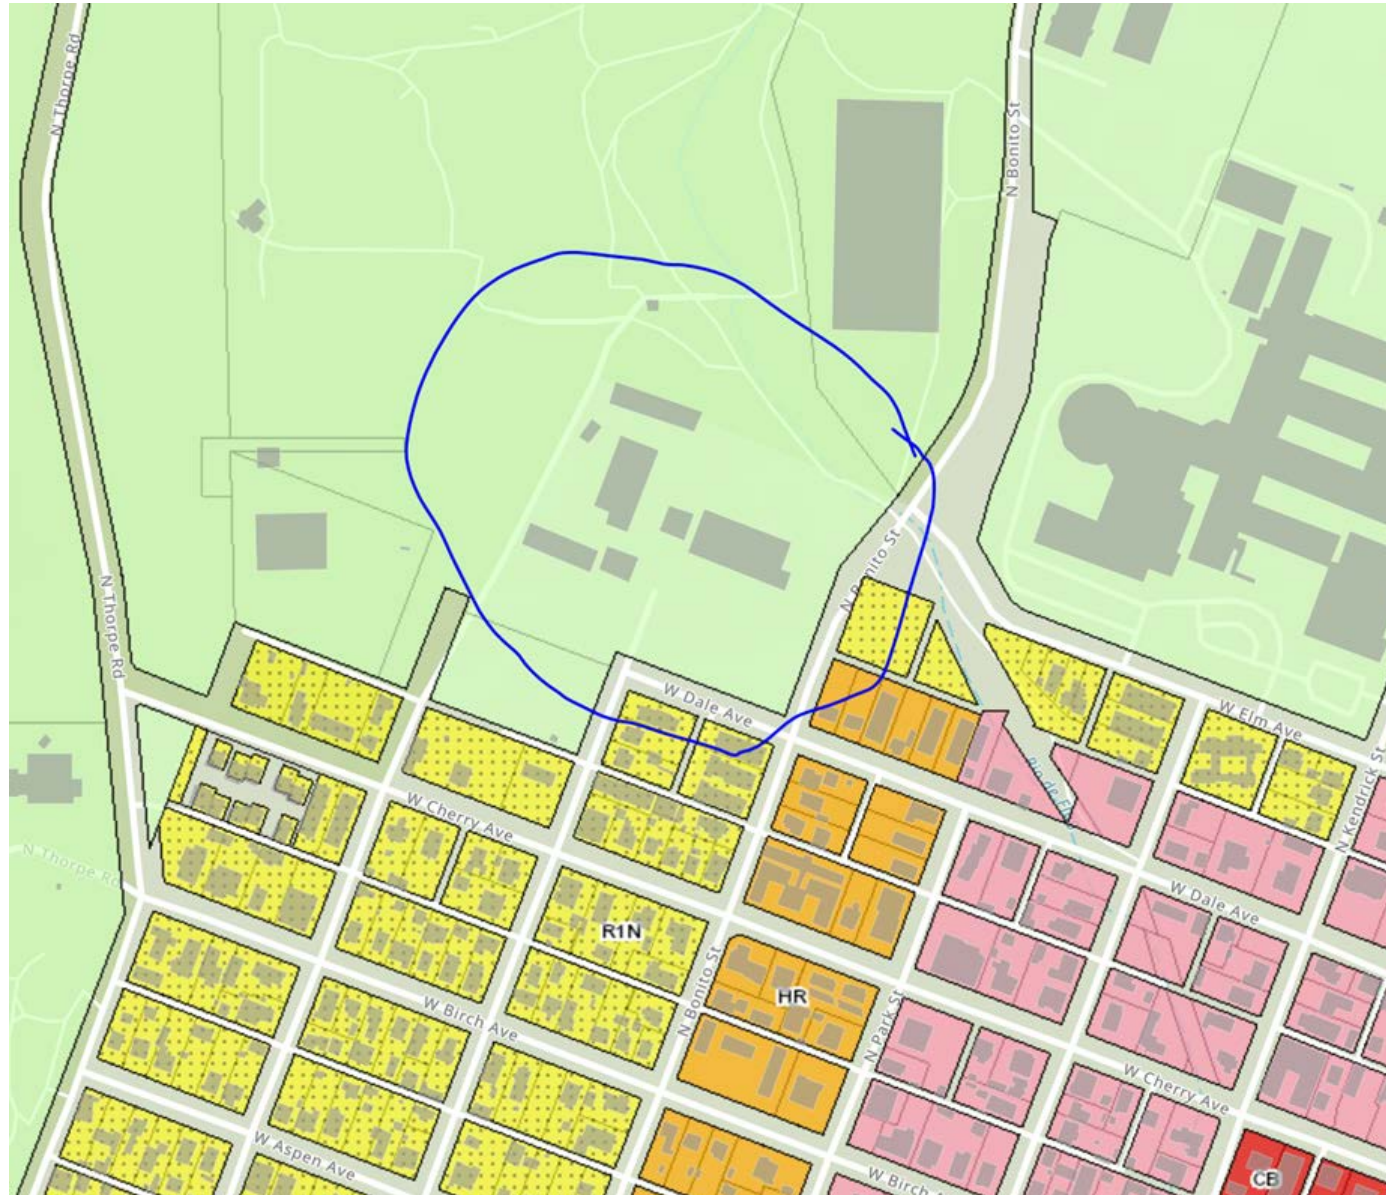 N Thorpe Rd
N Bonito St
N Thorpe Rd
N Bonito St
W Dale Ave
W Elm Ave
N Kendrick St
W Cherry Ave
N Thorpe Rd
W Dale Ave
R1N
W Birch Ave
N Bonito St
HR
N Park St
W Cherry Ave
W Aspen Ave
W Birch
CB